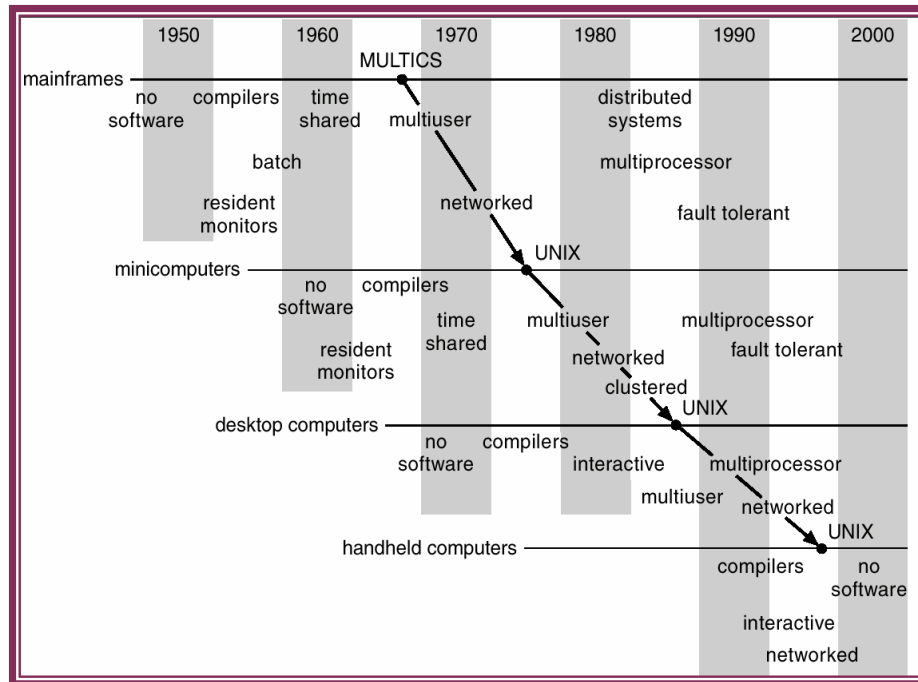 1950 1960 1970 1980 1990 2000
MULTICS
mainframes
no compilers time distributed
software shared multiuser systems
batch multiprocessor
resident networked fault tolerant
monitors
UNIX
minicomputers
no compilers
software
time multiuser multiprocessor
shared
resident networked fault tolerant
monitors
clustered
UNIX
desktop computers
no compilers
software interactive multiprocessor
multiuser networked
UNIX
handheld computers
compilers no
software
interactive
networked